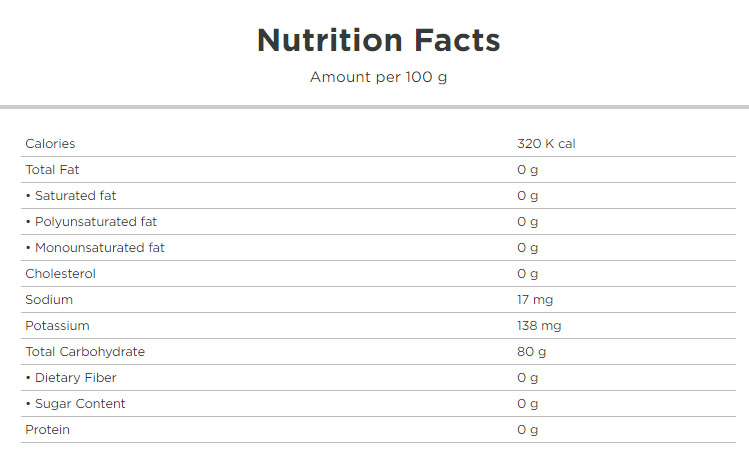 Nutrition Facts
Amount per 100 g
Calories 320 K cal
Total Fat 0 g
• Saturated fat 0 g
• Polyunsaturated fat 0 g
• Monounsaturated fat 0 g
Cholesterol 0 g
Sodium 17 mg
Potassium 138 mg
Total Carbohydrate 80 g
• Dietary Fiber 0 g
• Sugar Content 0 g
Protein 0 g